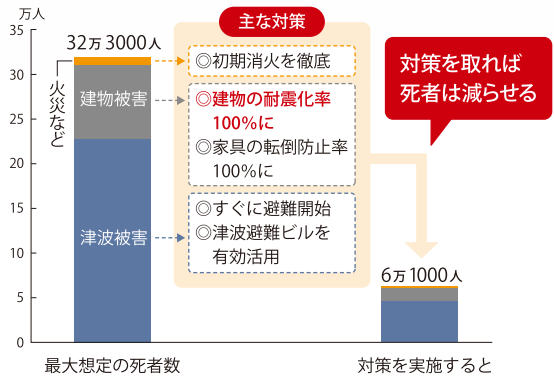 万人
35
30
25
20
15
10
5
0
32万3000人
火災など
建物被害
津波被害
最大想定の死者数
主な対策
◎初期消火を徹底
◎建物の耐震化率
100%に
◎家具の転倒防止率
100%に
◎すぐに避難開始
◎津波避難ビルを
有効活用
対策を取れば
死者は減らせる
6万1000人
対策を実施すると